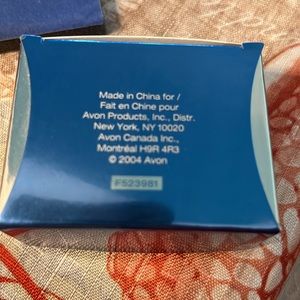 Made in China for /
Fait en Chine pour
Avon Products, Inc., Distr.
New York, NY 10020
Avon Canada Inc.,
Montréal H9R 4R3
© 2004 Avon
F523981